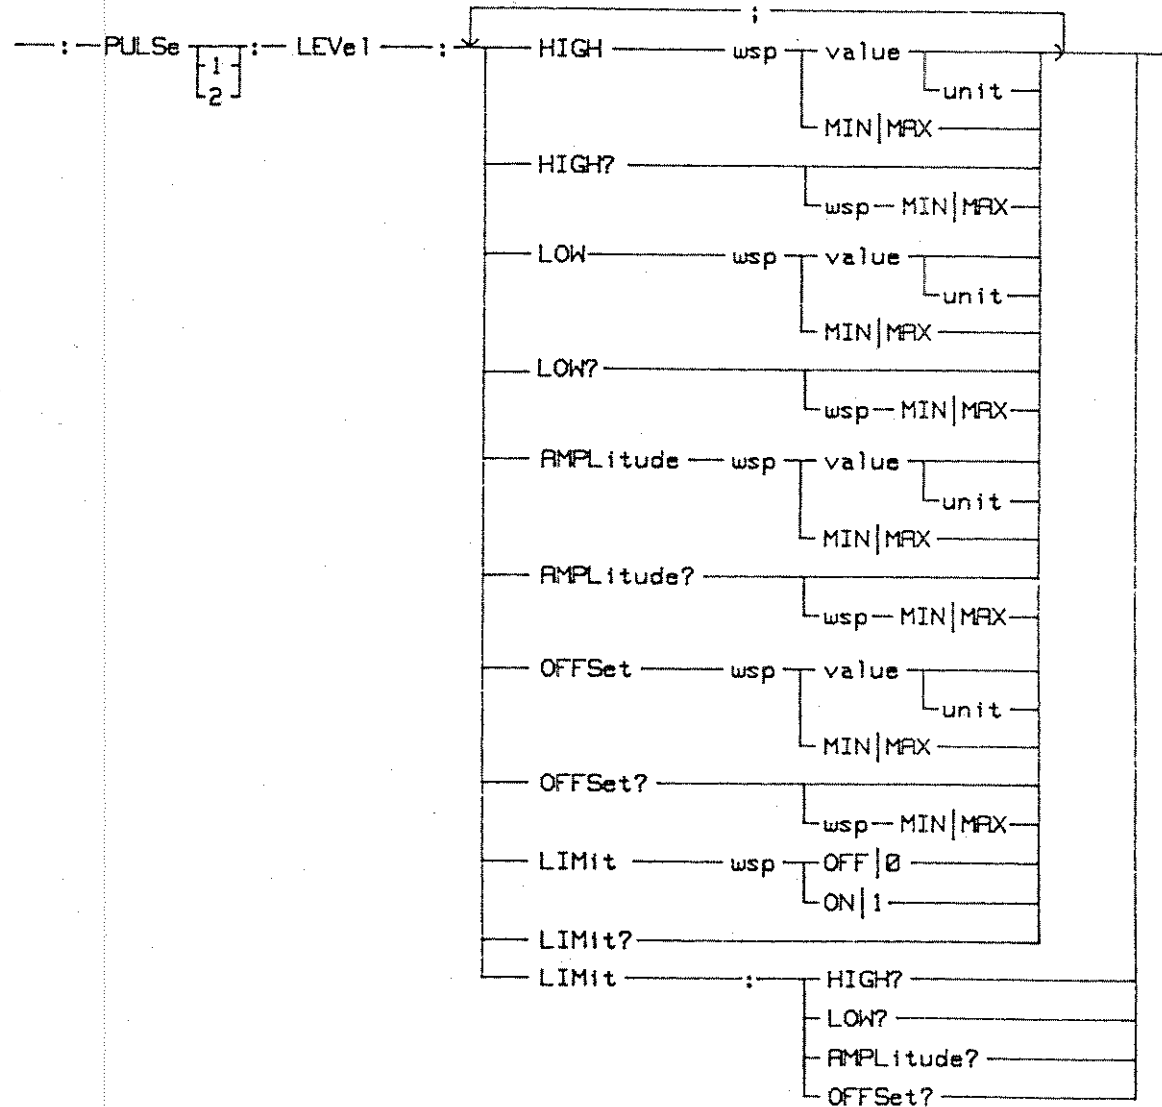 ;
: PULSe 1 2 : LEVel : HIGH wsp value
unit
MIN|MAX
HIGH?
wsp MIN|MAX
LOW wsp value
unit
MIN|MAX
LOW?
wsp MIN|MAX
AMPLitude wsp value
unit
MIN|MAX
AMPLitude?
wsp MIN|MAX
OFFSet wsp value
unit
MIN|MAX
OFFSet?
wsp MIN|MAX
LIMit wsp OFF|0
ON|1
LIMit?
LIMit : HIGH?
LOW?
AMPLitude?
OFFSet?